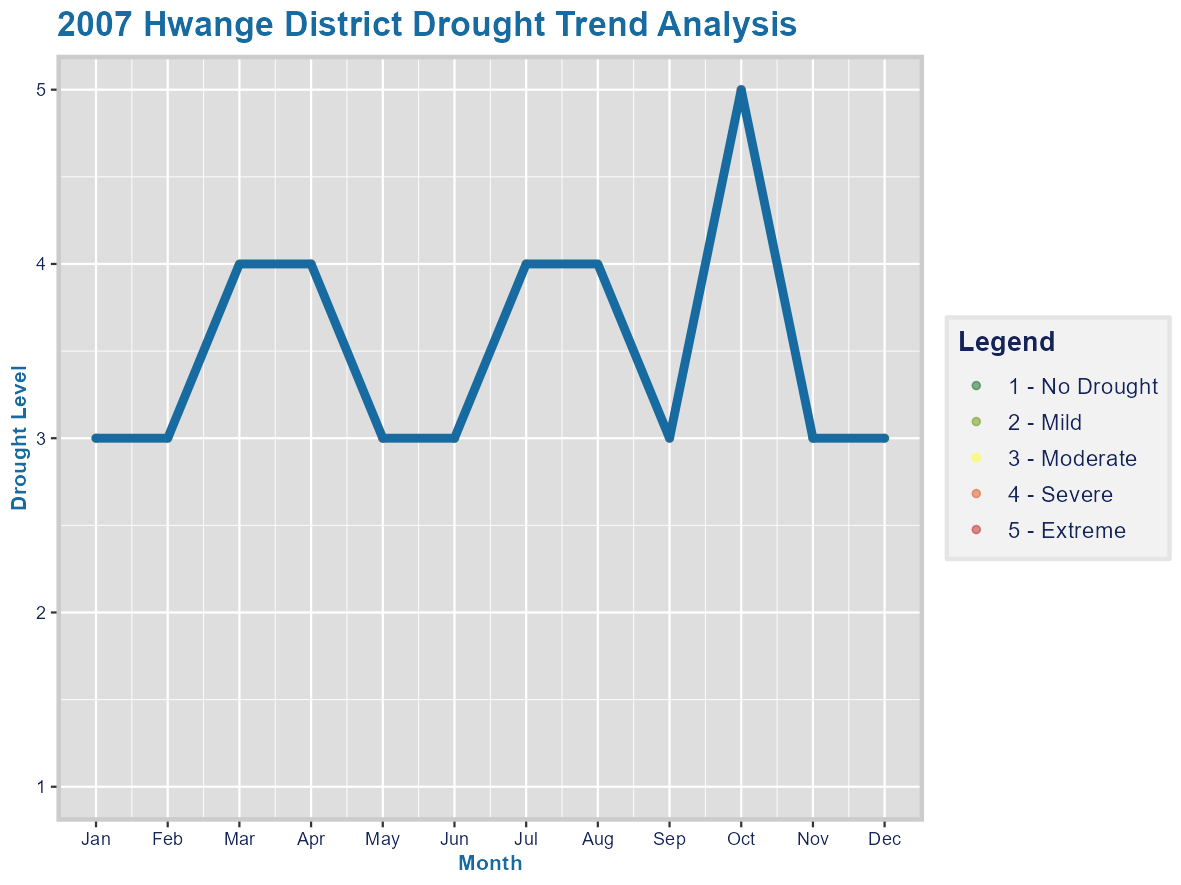 2007 Hwange District Drought Trend Analysis
Drought Level
5
4
3
2
1
Jan Feb Mar Apr May Jun Jul Aug Sep Oct Nov Dec
Month
Legend
1 - No Drought
2 - Mild
3 - Moderate
4 - Severe
5 - Extreme